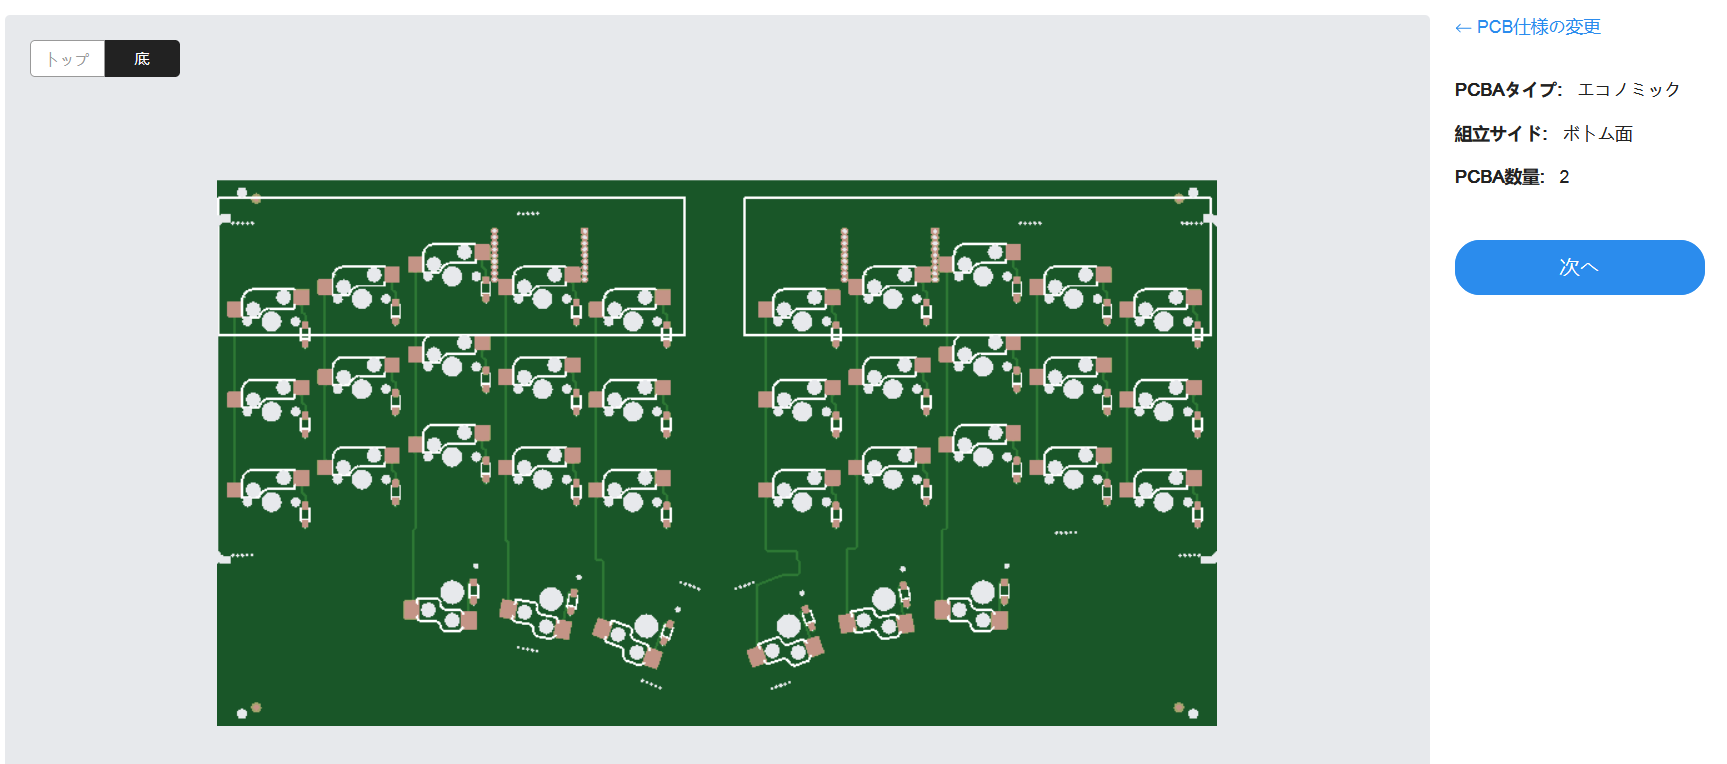 トップ 底
← PCB仕様の変更
PCBAタイプ: エコノミック
組立サイド: ボトム面
PCBA数量: 2
次へ